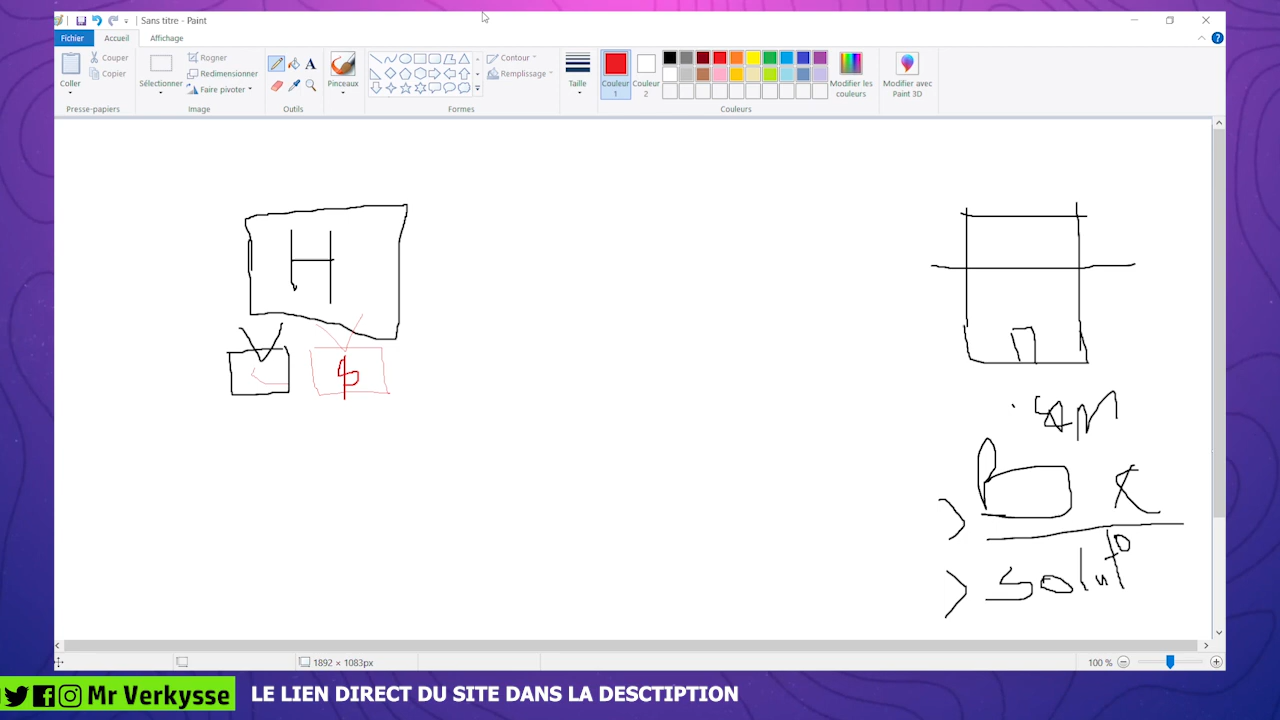 Sans titre - Paint
Fichier Accueil Affichage
Coller
Couper
Copier
Presse-papiers
Sélectionner
Rogner
Redimensionner
Faire pivoter
Image
A
Outils
Pinceaux
Contour
Remplissage
Formes
Taille
Couleur 1
Couleur 2
Modifier les couleurs
Couleurs
Modifier avec Paint 3D
H
$
1892 × 1083px
100 %
Mr Verkysse LE LIEN DIRECT DU SITE DANS LA DESCTIPTION